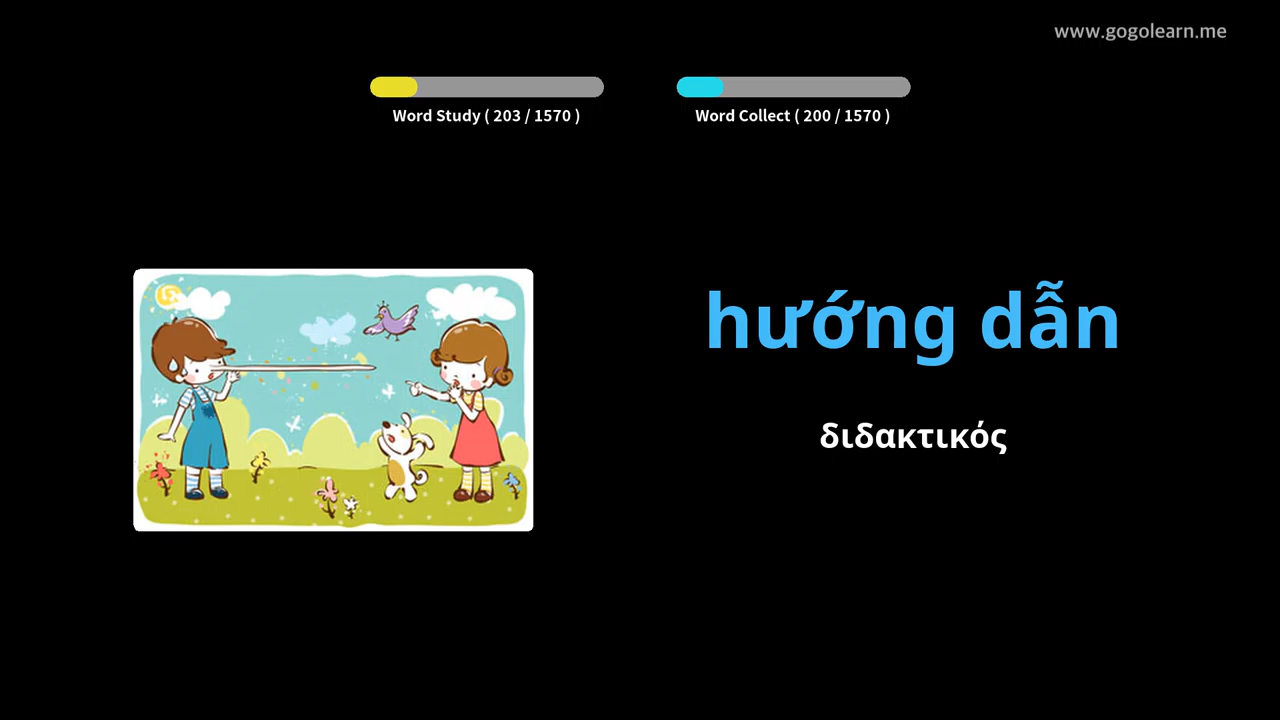 www.gogolearn.me
Word Study ( 203 / 1570 )
Word Collect ( 200 / 1570 )
hướng dẫn
διδακτικός